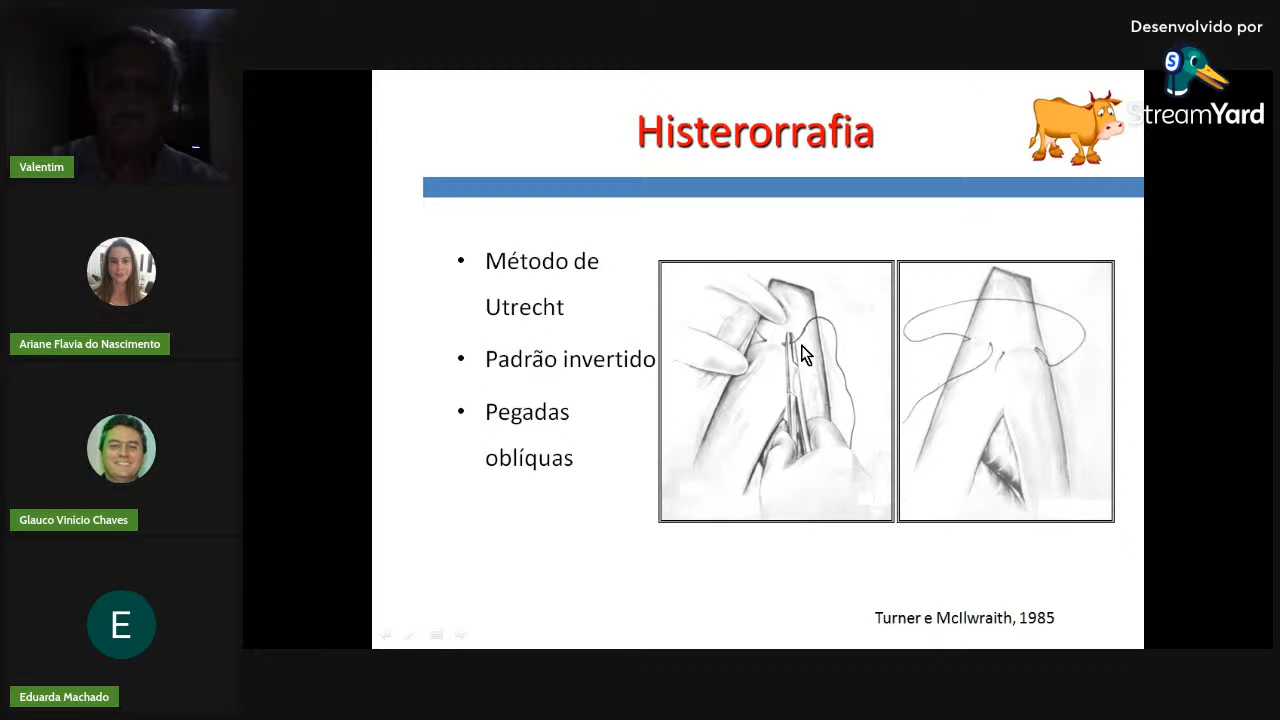 Desenvolvido por
StreamYard
Valentim
Ariane Flavia do Nascimento
Glauco Vinício Chaves
E
Eduarda Machado
Histerorrafia
• Método de
Utrecht
• Padrão invertido
• Pegadas
oblíquas
Turner e McIlwraith, 1985